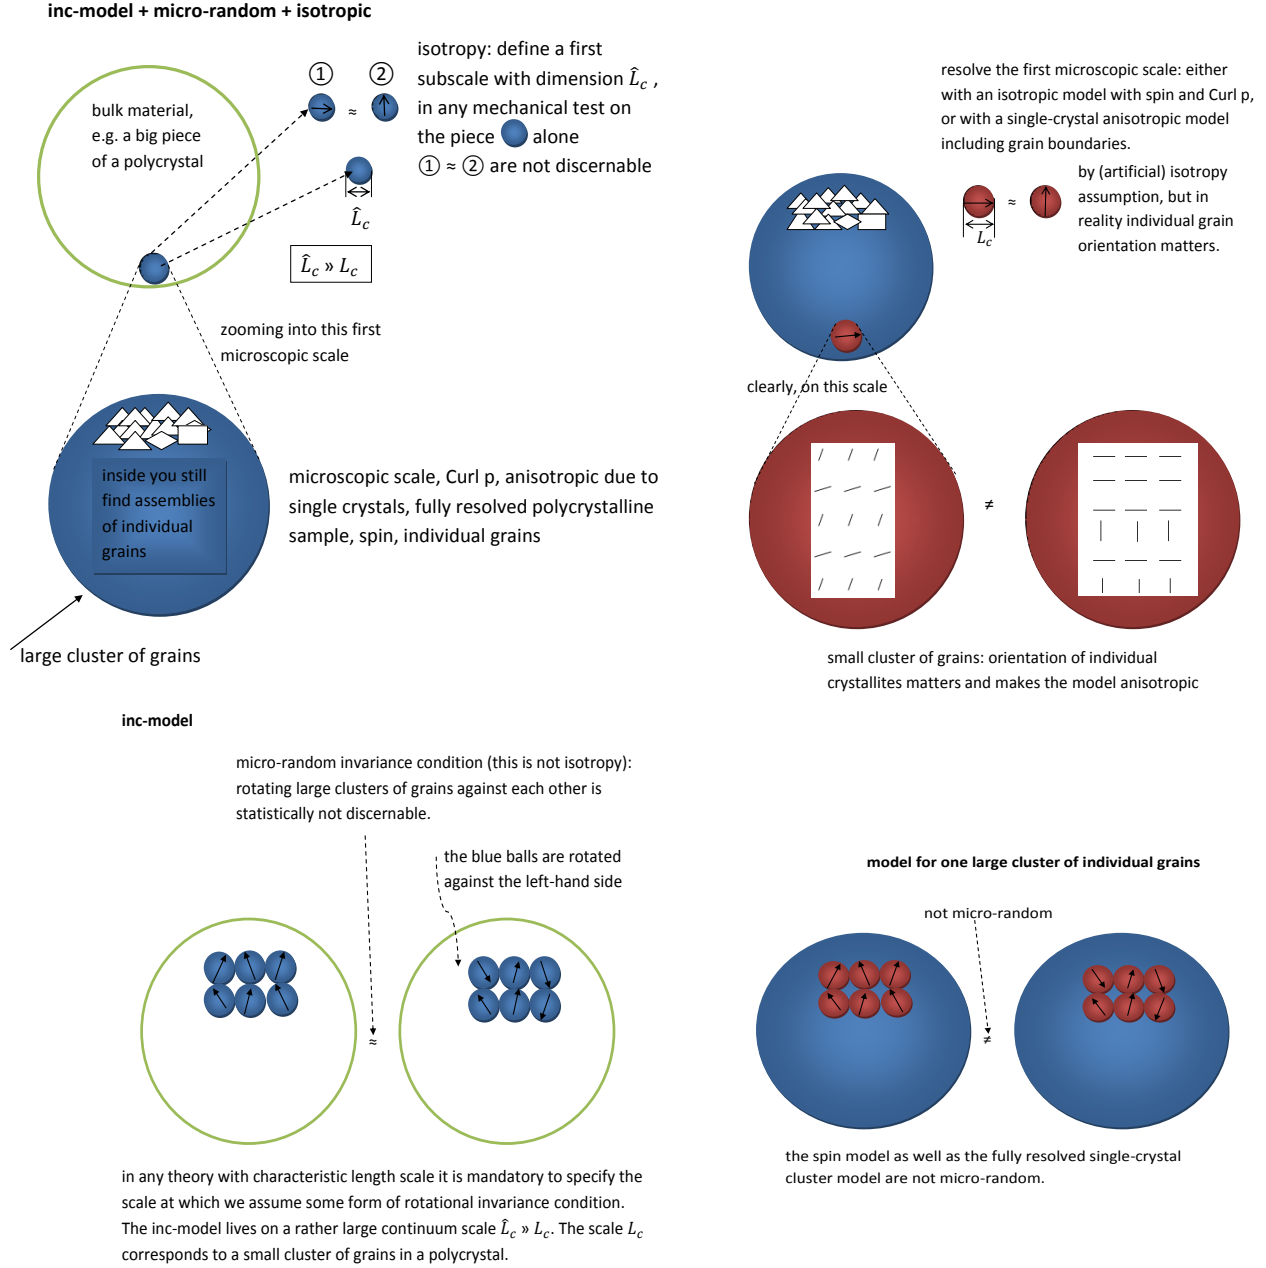 inc-model + micro-random + isotropic
bulk material,
e.g. a big piece
of a polycrystal
① ②
≈
L̂c
L̂c » Lc
isotropy: define a first
subscale with dimension L̂c ,
in any mechanical test on
the piece alone
① ≈ ② are not discernable
zooming into this first
microscopic scale
inside you still
find assemblies
of individual
grains
microscopic scale, Curl p, anisotropic due to
single crystals, fully resolved polycrystalline
sample, spin, individual grains
large cluster of grains
resolve the first microscopic scale: either
with an isotropic model with spin and Curl p,
or with a single-crystal anisotropic model
including grain boundaries.
≈
Lc
by (artificial) isotropy
assumption, but in
reality individual grain
orientation matters.
clearly, on this scale
≠
small cluster of grains: orientation of individual
crystallites matters and makes the model anisotropic
inc-model
micro-random invariance condition (this is not isotropy):
rotating large clusters of grains against each other is
statistically not discernable.
the blue balls are rotated
against the left-hand side
≈
in any theory with characteristic length scale it is mandatory to specify the
scale at which we assume some form of rotational invariance condition.
The inc-model lives on a rather large continuum scale L̂c » Lc. The scale Lc
corresponds to a small cluster of grains in a polycrystal.
model for one large cluster of individual grains
not micro-random
≠
the spin model as well as the fully resolved single-crystal
cluster model are not micro-random.